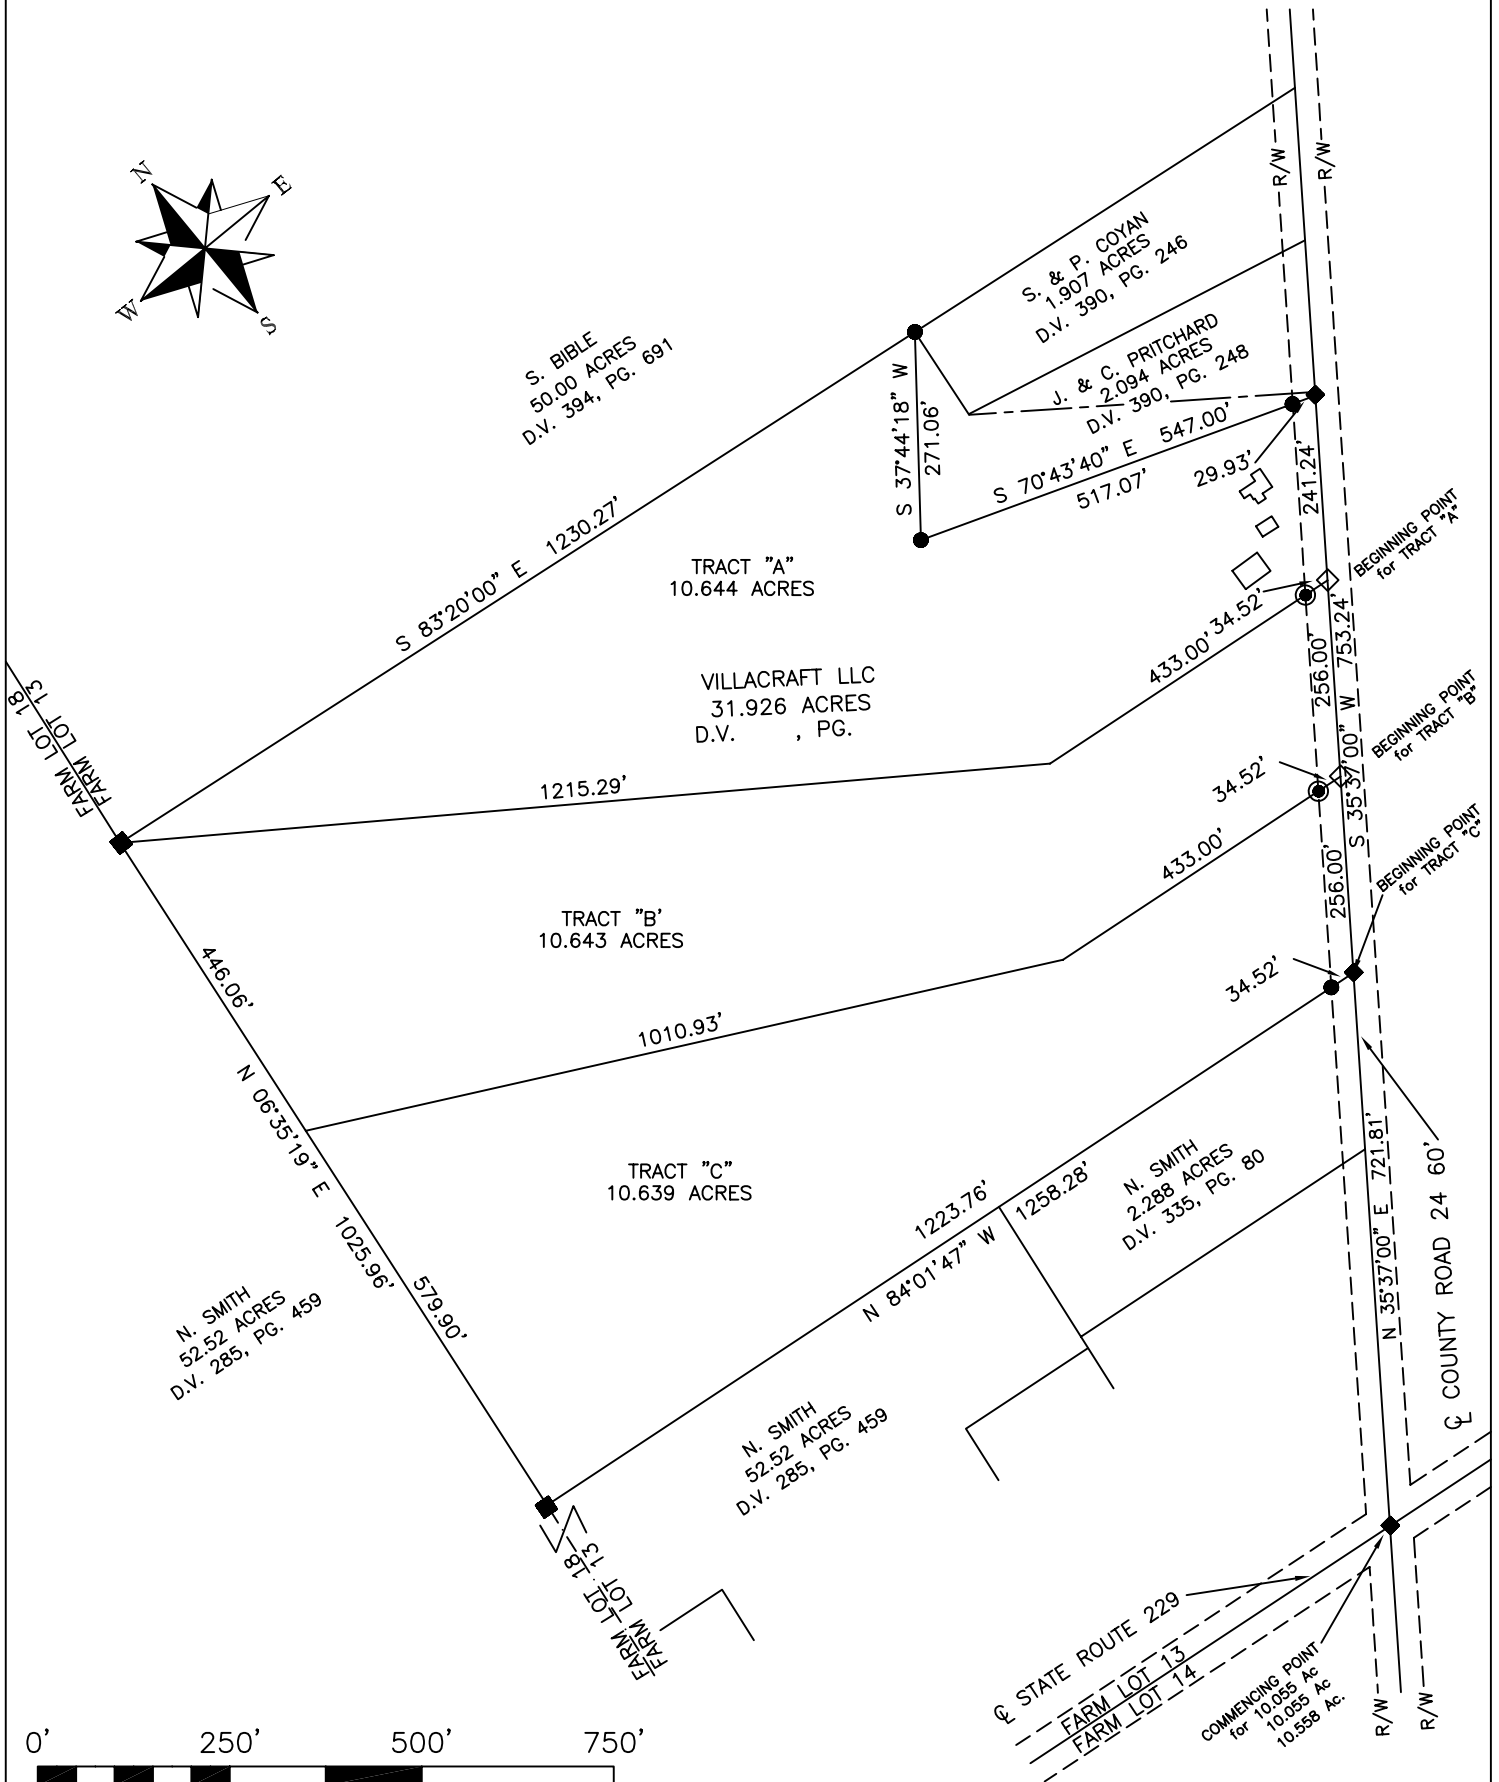 N
E
W
S
R/W
R/W
S. & P. COYAN
1.907 ACRES
D.V. 390, PG. 246
J. & C. PRITCHARD
2.094 ACRES
D.V. 390, PG. 248
S. BIBLE
50.00 ACRES
D.V. 394, PG. 691
S 37°44'18" W
271.06'
S 70°43'40" E 547.00'
517.07'
29.93'
241.24'
S 83°20'00" E 1230.27'
TRACT "A"
10.644 ACRES
BEGINNING POINT
for TRACT "A"
34.52'
433.00'
VILLACRAFT LLC
31.926 ACRES
D.V. , PG.
256.00'
S 35°37'00" W 753.24'
FARM LOT 18
FARM LOT 13
1215.29'
BEGINNING POINT
for TRACT "B"
34.52'
433.00'
256.00'
TRACT "B'
10.643 ACRES
BEGINNING POINT
for TRACT "C"
34.52'
446.06'
1010.93'
N 06°35'19" E 1025.96'
579.90'
TRACT "C"
10.639 ACRES
1223.76'
1258.28'
N 84°01'47" W
N. SMITH
2.288 ACRES
D.V. 335, PG. 80
N 35°37'00" E 721.81'
℄ COUNTY ROAD 24 60'
N. SMITH
52.52 ACRES
D.V. 285, PG. 459
N. SMITH
52.52 ACRES
D.V. 285, PG. 459
FARM LOT 18
FARM LOT 13
℄ STATE ROUTE 229
FARM LOT 13
FARM LOT 14
COMMENCING POINT
for 10.055 Ac
10.055 Ac
10.558 Ac.
R/W
R/W
0' 250' 500' 750'